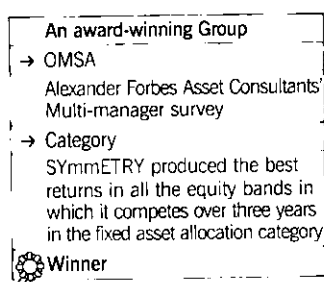 An award-winning Group
→ OMSA
Alexander Forbes Asset Consultants'
Multi-manager survey
→ Category
SYmmETRY produced the best
returns in all the equity bands in
which it competes over three years
in the fixed asset allocation category
Winner